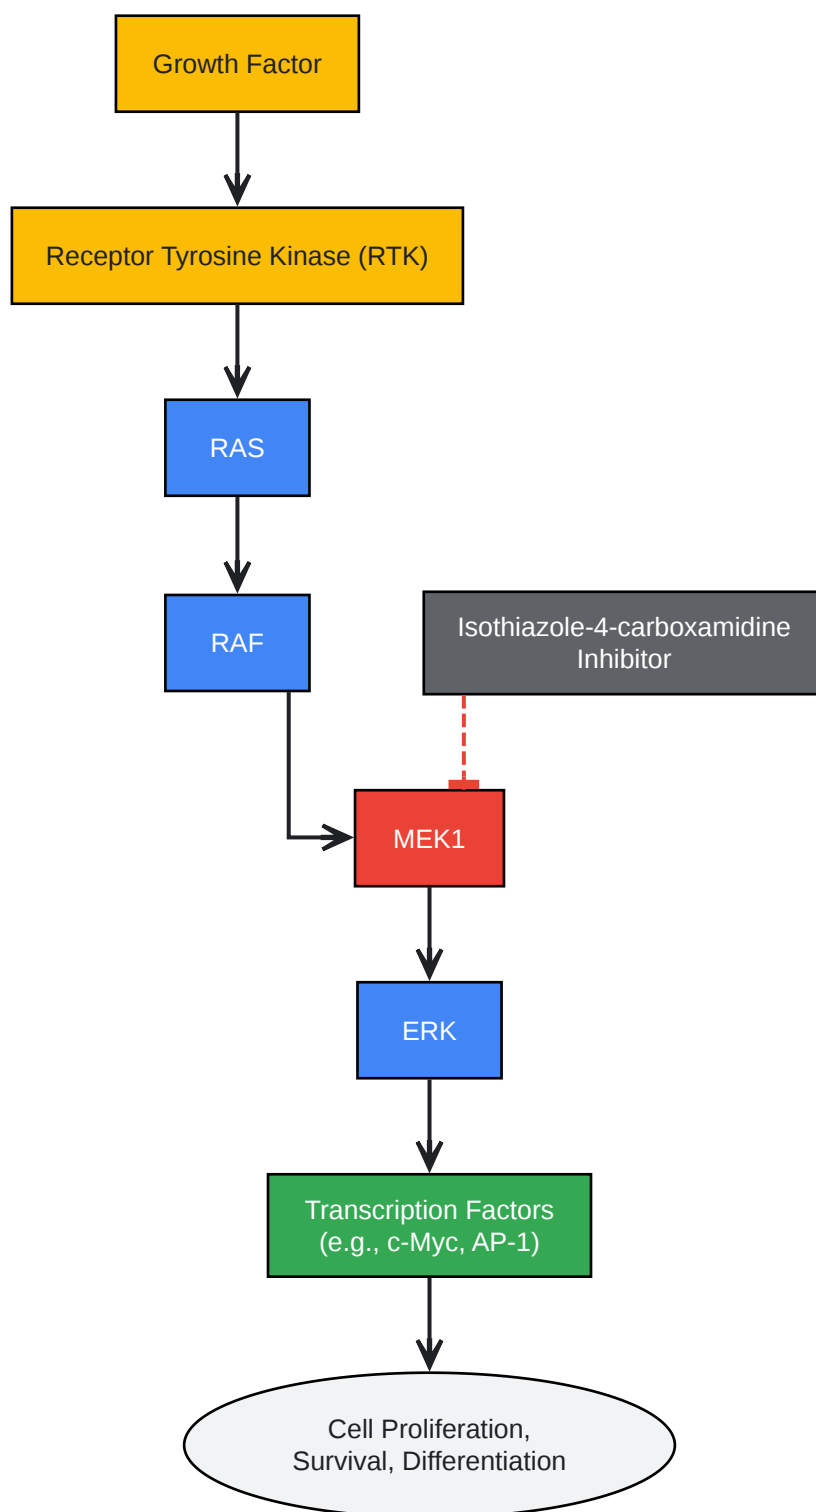 Growth Factor
Receptor Tyrosine Kinase (RTK)
RAS
RAF
Isothiazole-4-carboxamidine
Inhibitor
MEK1
ERK
Transcription Factors
(e.g., c-Myc, AP-1)
Cell Proliferation,
Survival, Differentiation